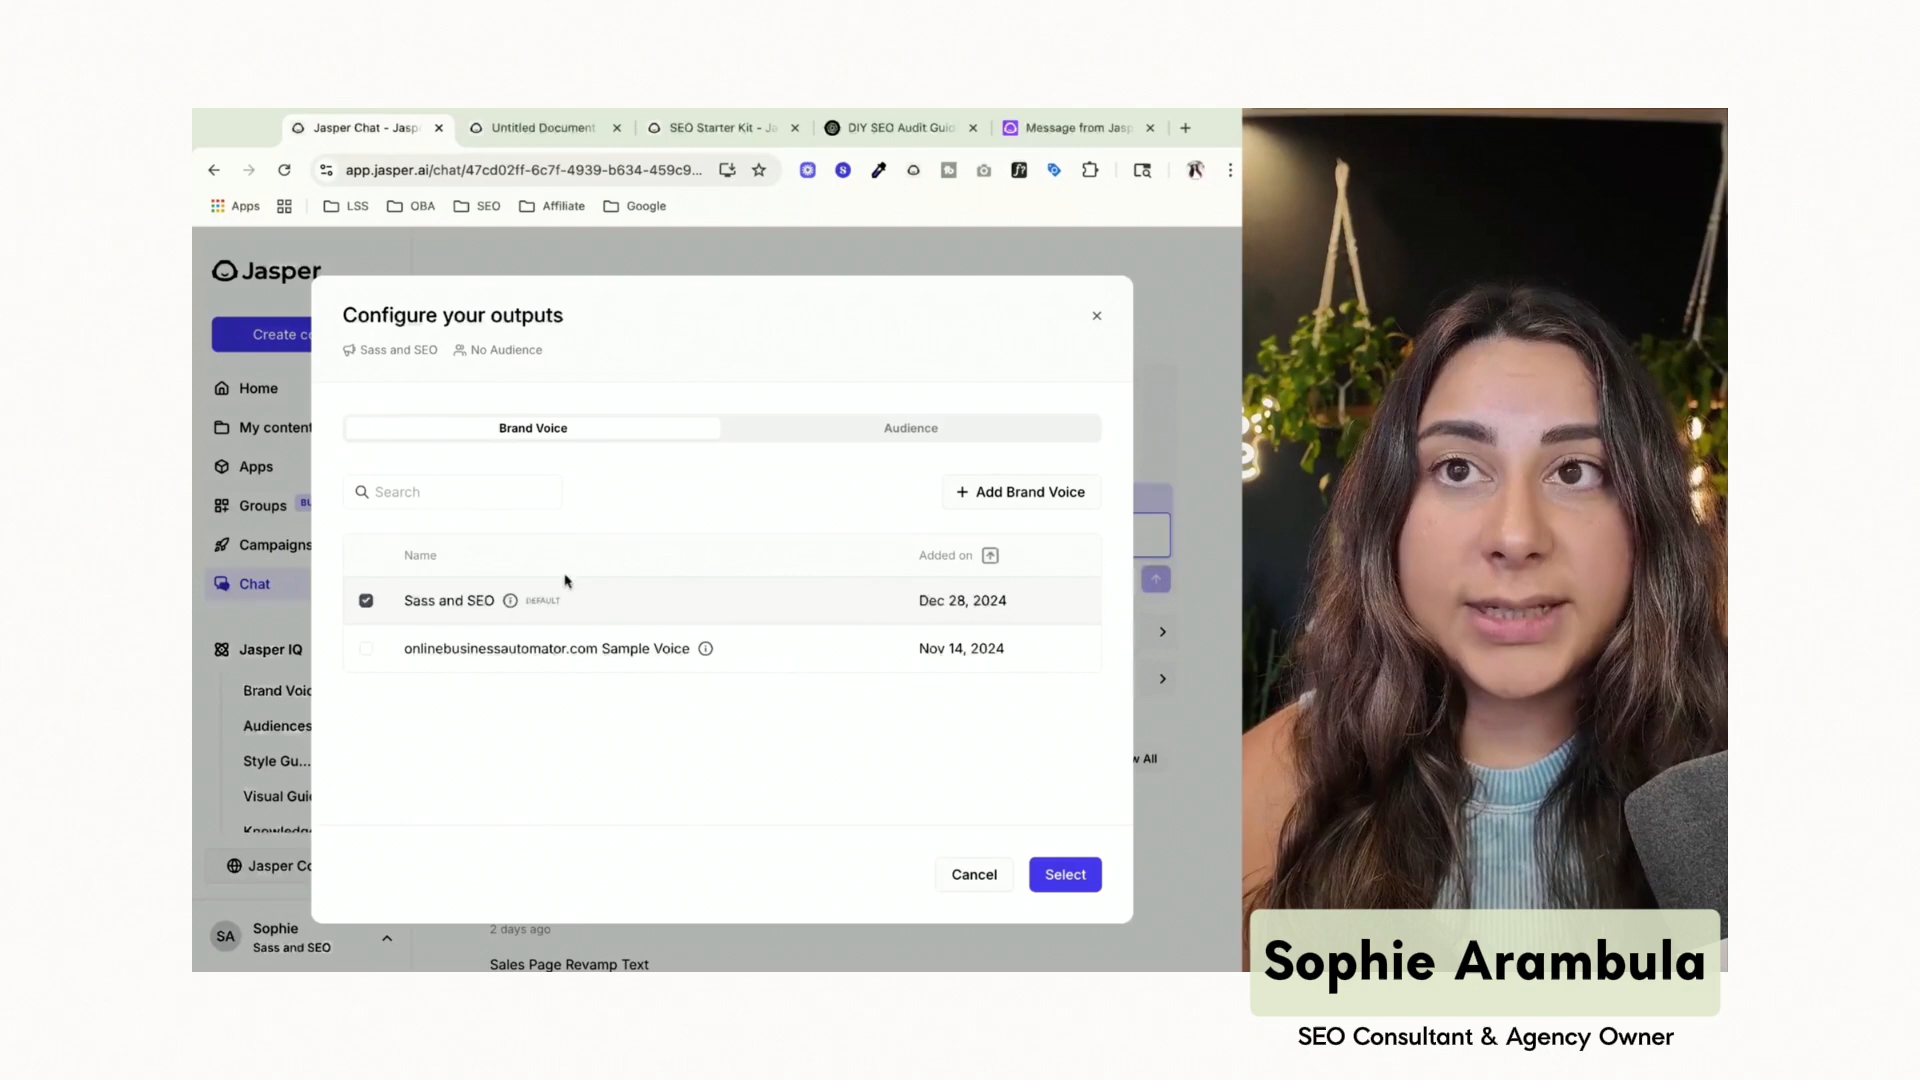 Jasper Chat - Jasp
Untitled Document
SEO Starter Kit - Ja
DIY SEO Audit Guid
Message from Jasp
app.jasper.ai/chat/47cd02ff-6c7f-4939-b634-459c9...
Apps
LSS
OBA
SEO
Affiliate
Google
Jasper
Create co
Configure your outputs
Sass and SEO
No Audience
Home
My content
Apps
Groups
BU
Campaigns
Chat
Jasper IQ
Brand Voic
Audiences
Style Gu...
Visual Guid
Knowledge
Jasper Co
Brand Voice
Audience
Search
+ Add Brand Voice
Name
Added on
Sass and SEO
DEFAULT
Dec 28, 2024
onlinebusinessautomator.com Sample Voice
Nov 14, 2024
w All
Cancel
Select
SA
Sophie
Sass and SEO
2 days ago
Sales Page Revamp Text
Sophie Arambula
SEO Consultant & Agency Owner